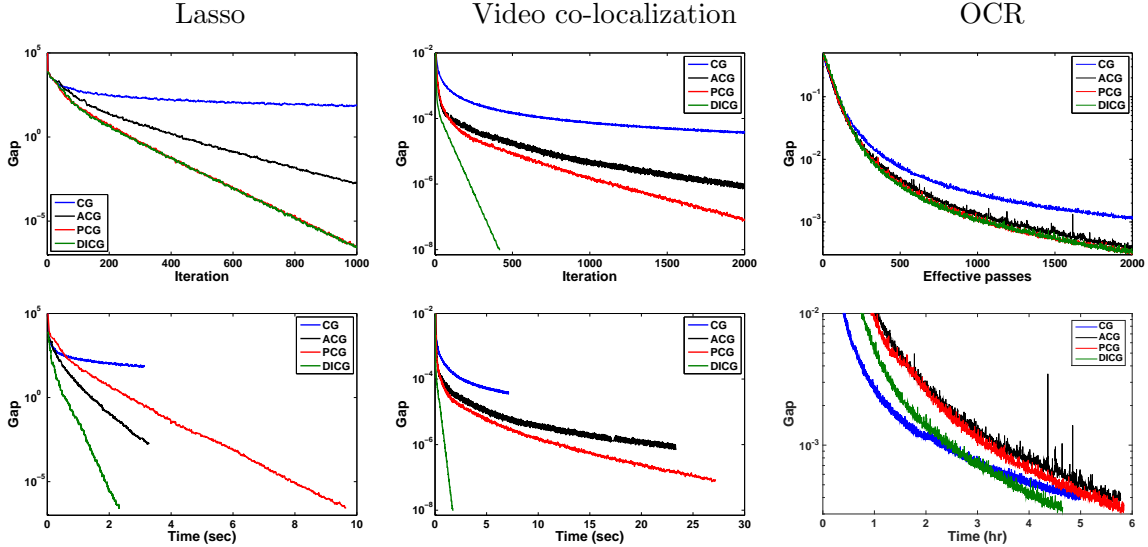 Lasso
Video co-localization
OCR
10^5
10^0
10^-5
Gap
0 200 400 600 800 1000
Iteration
CG
ACG
PCG
DICG
10^-2
10^-4
10^-6
10^-8
Gap
0 500 1000 1500 2000
Iteration
CG
ACG
PCG
DICG
10^-1
10^-2
10^-3
Gap
0 500 1000 1500 2000
Effective passes
CG
ACG
PCG
DICG
10^5
10^0
10^-5
Gap
0 2 4 6 8 10
Time (sec)
CG
ACG
PCG
DICG
10^-2
10^-4
10^-6
10^-8
Gap
0 5 10 15 20 25 30
Time (sec)
CG
ACG
PCG
DICG
10^-2
10^-3
Gap
0 1 2 3 4 5 6
Time (hr)
CG
ACG
PCG
DICG